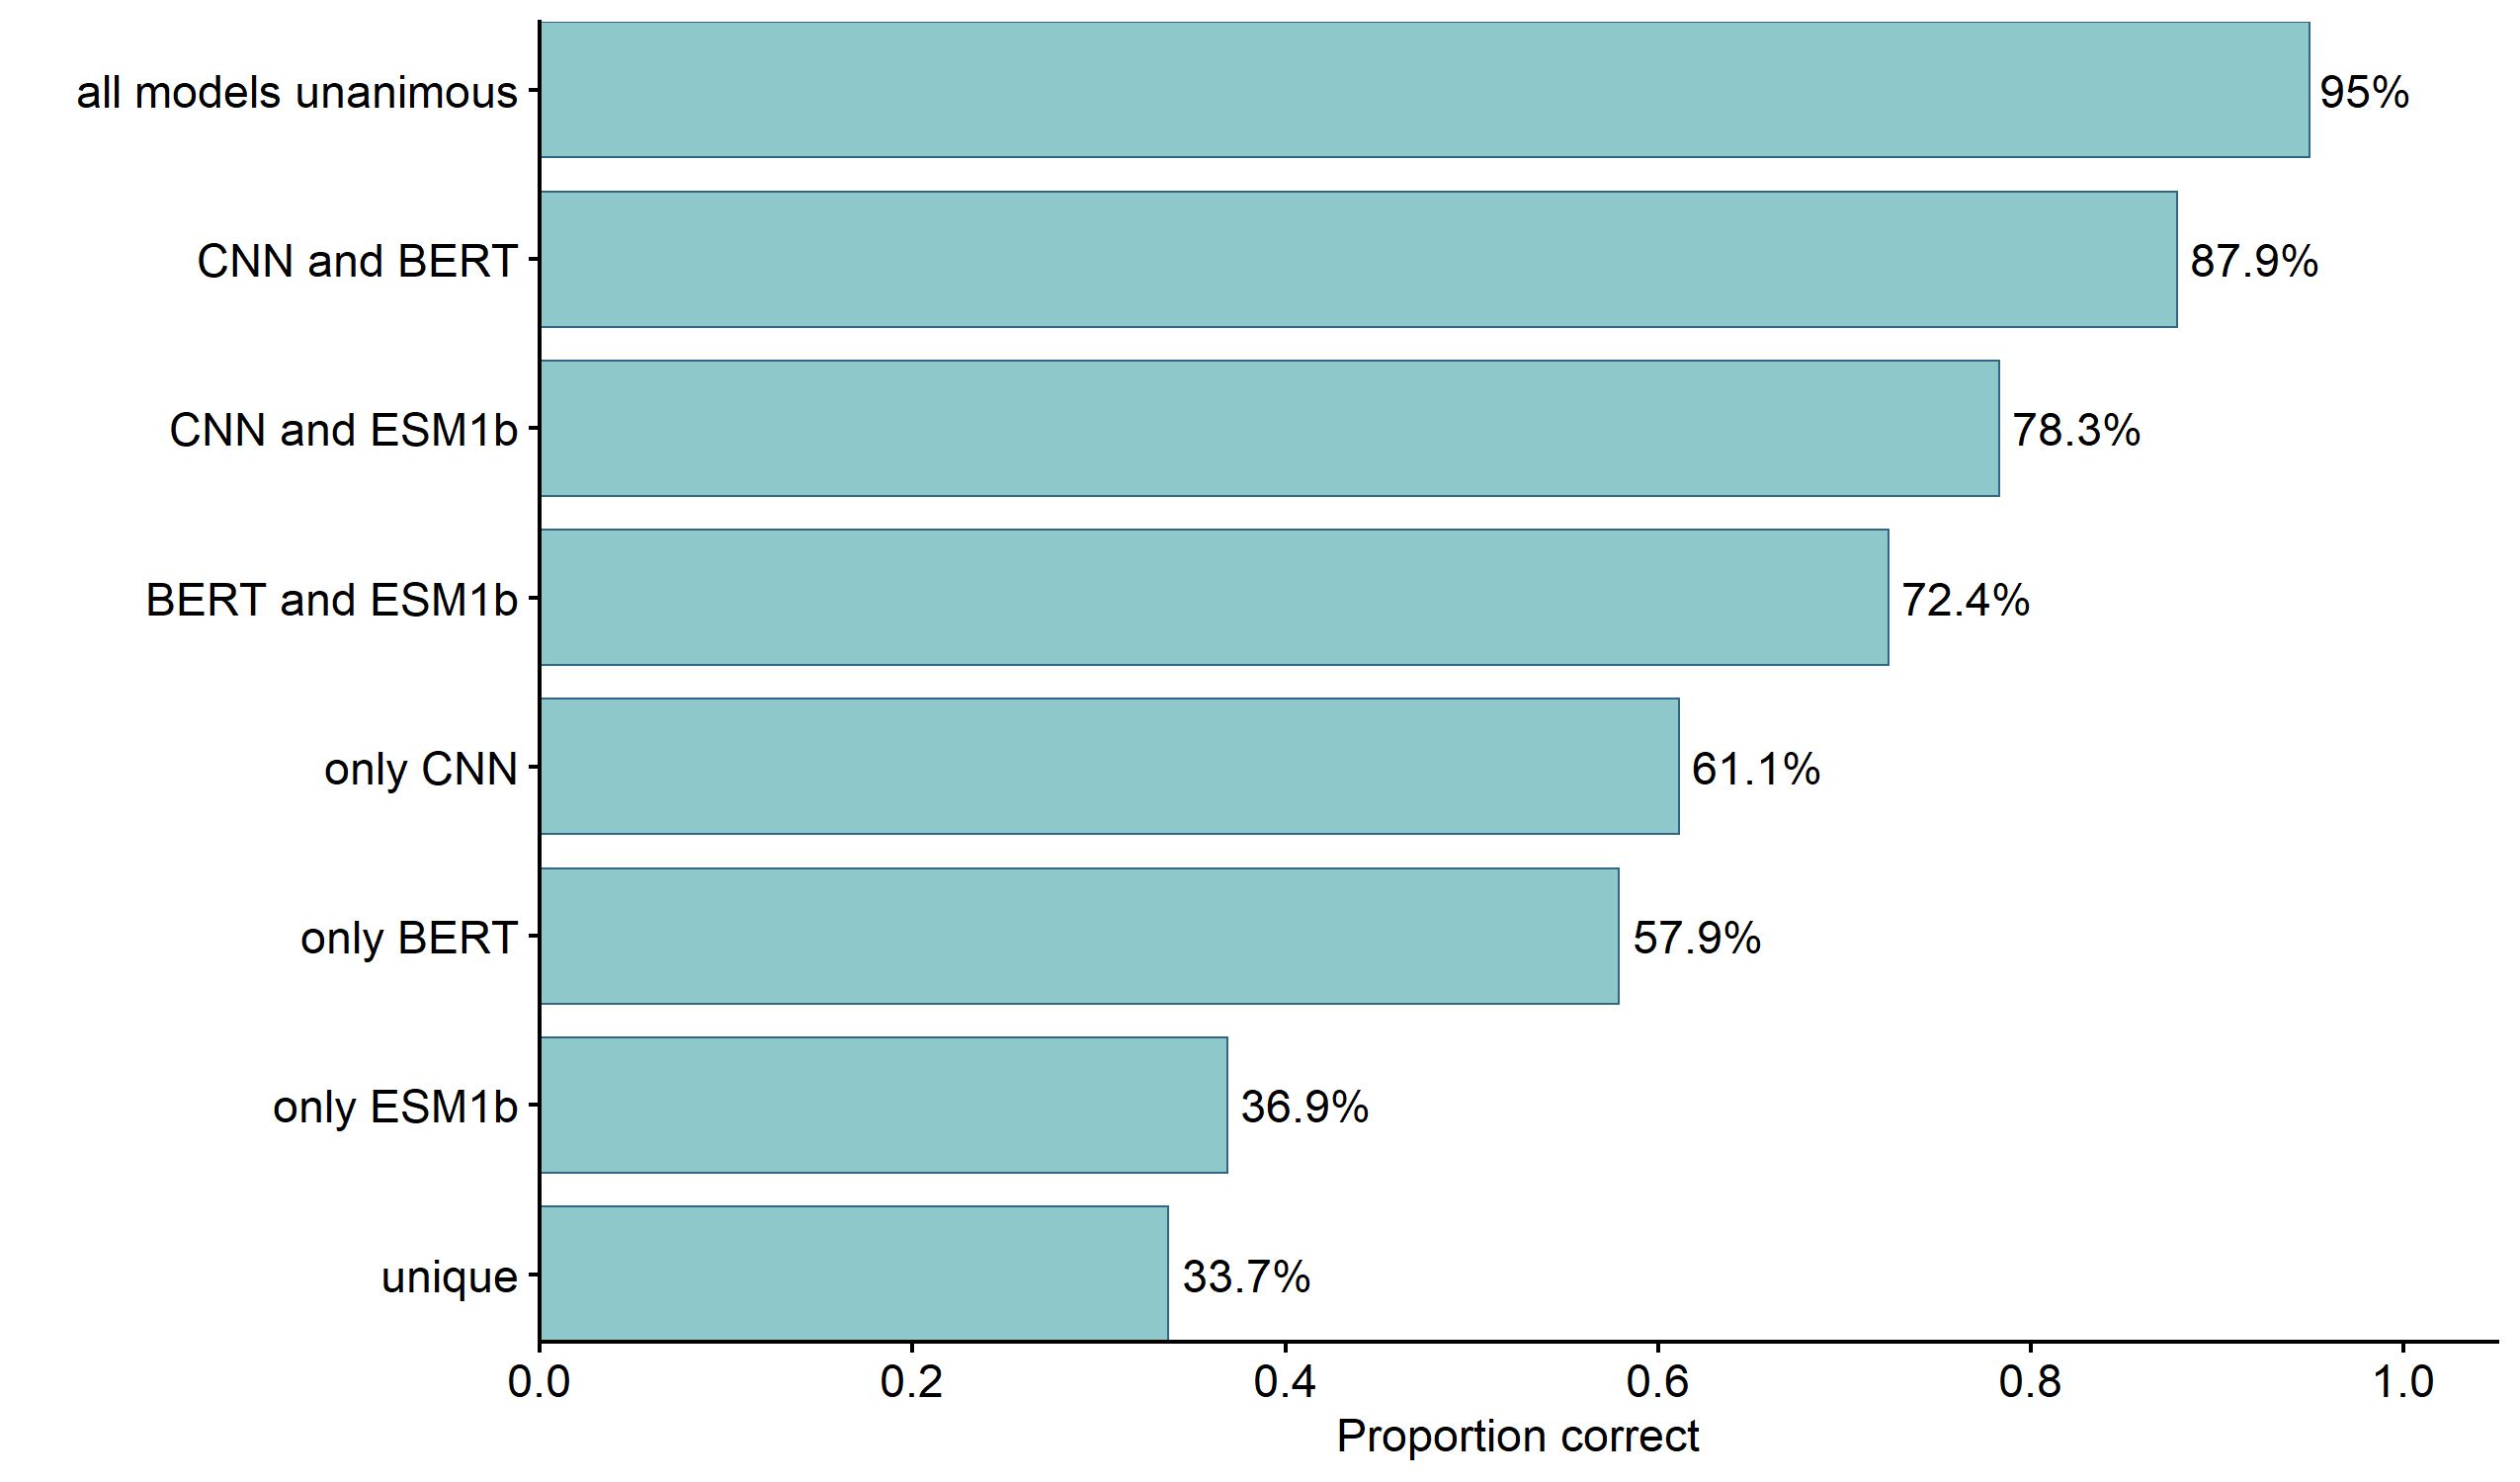 all models unanimous 95%
CNN and BERT 87.9%
CNN and ESM1b 78.3%
BERT and ESM1b 72.4%
only CNN 61.1%
only BERT 57.9%
only ESM1b 36.9%
unique 33.7%
0.0 0.2 0.4 0.6 0.8 1.0
Proportion correct